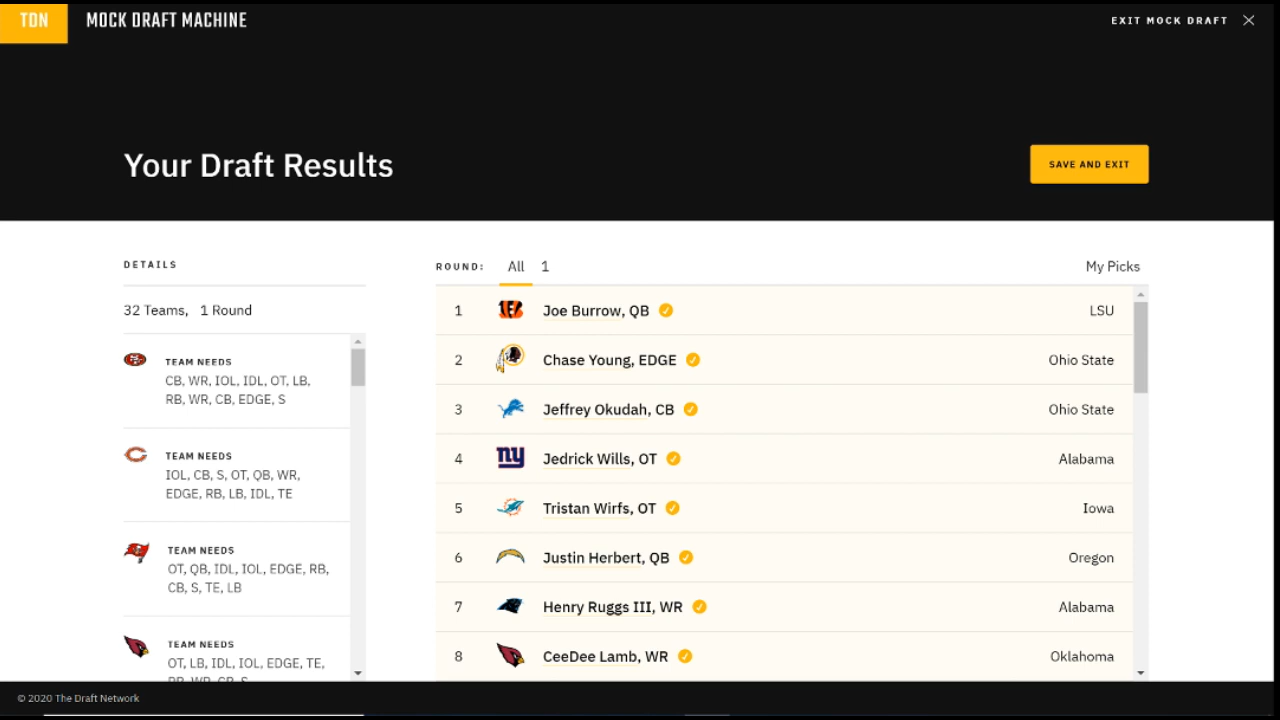 TDN MOCK DRAFT MACHINE EXIT MOCK DRAFT
Your Draft Results SAVE AND EXIT
DETAILS
32 Teams, 1 Round
TEAM NEEDS
CB, WR, IOL, IDL, OT, LB,
RB, WR, CB, EDGE, S
TEAM NEEDS
IOL, CB, S, OT, QB, WR,
EDGE, RB, LB, IDL, TE
TEAM NEEDS
OT, QB, IDL, IOL, EDGE, RB,
CB, S, TE, LB
TEAM NEEDS
OT, LB, IDL, IOL, EDGE, TE,
RB, WR, CB, S
ROUND: All 1 My Picks
1 Joe Burrow, QB LSU
2 Chase Young, EDGE Ohio State
3 Jeffrey Okudah, CB Ohio State
4 ny Jedrick Wills, OT Alabama
5 Tristan Wirfs, OT Iowa
6 Justin Herbert, QB Oregon
7 Henry Ruggs III, WR Alabama
8 CeeDee Lamb, WR Oklahoma
© 2020 The Draft Network